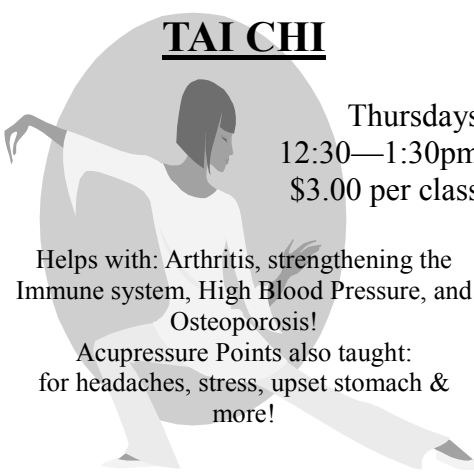 TAI CHI
Thursdays
12:30—1:30pm
$3.00 per class
Helps with: Arthritis, strengthening the
Immune system, High Blood Pressure, and
Osteoporosis!
Acupressure Points also taught:
for headaches, stress, upset stomach &
more!